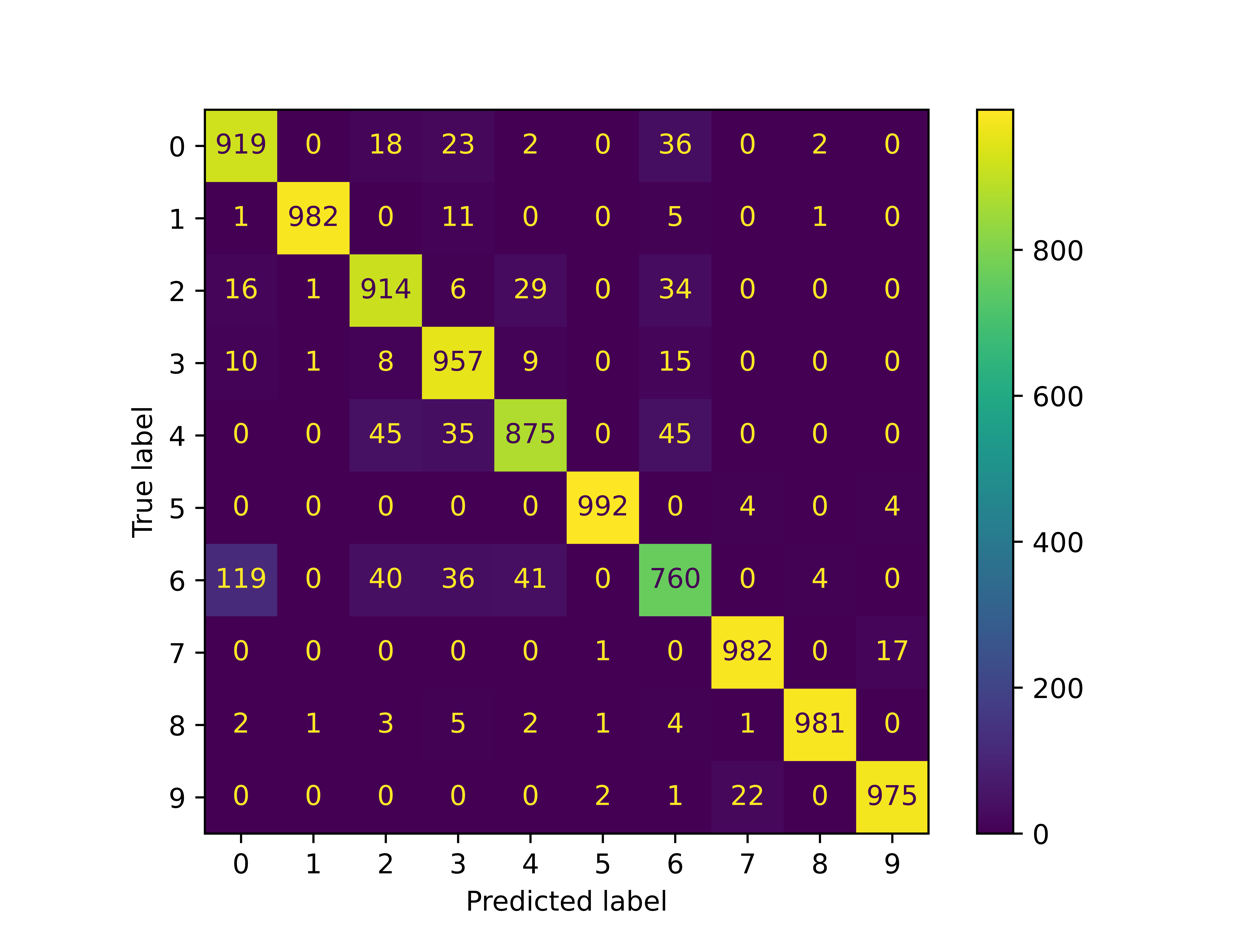 0 919 0 18 23 2 0 36 0 2 0
1 1 982 0 11 0 0 5 0 1 0
2 16 1 914 6 29 0 34 0 0 0
3 10 1 8 957 9 0 15 0 0 0
4 0 0 45 35 875 0 45 0 0 0
5 0 0 0 0 0 992 0 4 0 4
6 119 0 40 36 41 0 760 0 4 0
7 0 0 0 0 0 1 0 982 0 17
8 2 1 3 5 2 1 4 1 981 0
9 0 0 0 0 0 2 1 22 0 975
0 1 2 3 4 5 6 7 8 9
Predicted label
True label
800
600
400
200
0